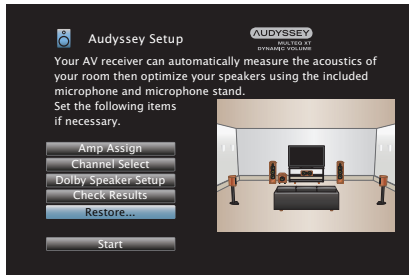 Audyssey Setup
AUDYSSEY
MULTEQ XT
DYNAMIC VOLUME
Your AV receiver can automatically measure the acoustics of
your room then optimize your speakers using the included
microphone and microphone stand.
Set the following items
if necessary.
Amp Assign
Channel Select
Dolby Speaker Setup
Check Results
Restore...
Start